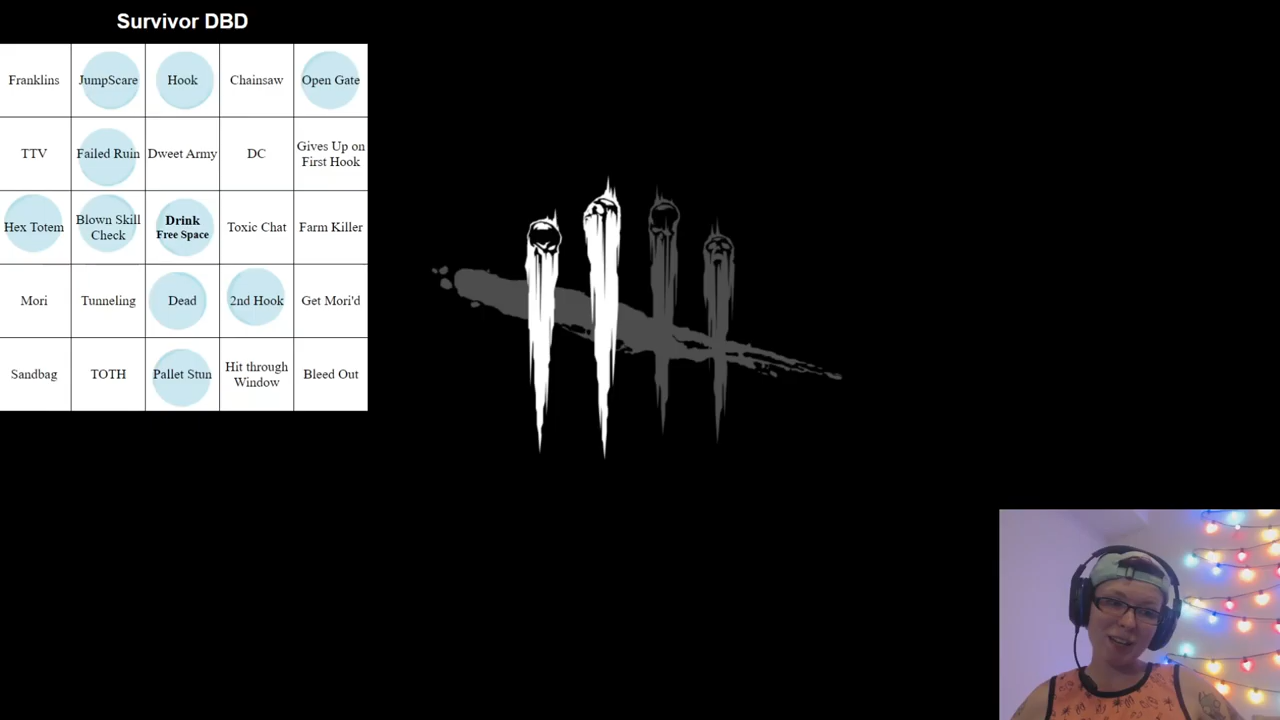 Survivor DBD
Franklins
JumpScare
Hook
Chainsaw
Open Gate
TTV
Failed Ruin
Dweet Army
DC
Gives Up on
First Hook
Hex Totem
Blown Skill
Check
Drink
Free Space
Toxic Chat
Farm Killer
Mori
Tunneling
Dead
2nd Hook
Get Mori'd
Sandbag
TOTH
Pallet Stun
Hit through
Window
Bleed Out